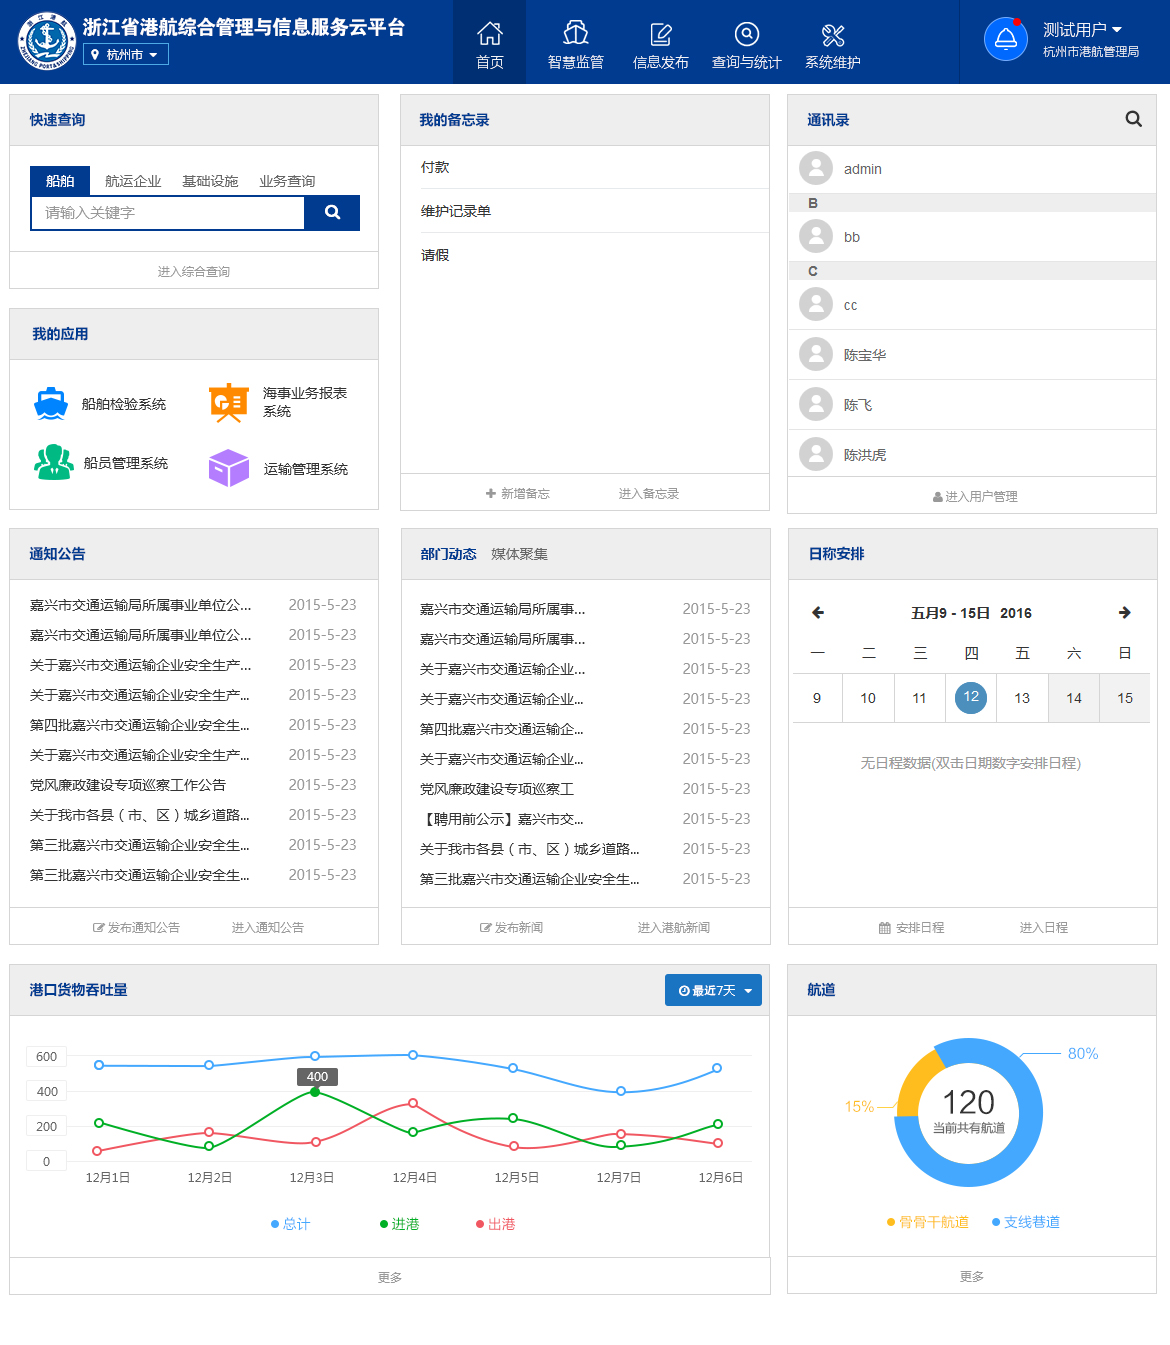 浙江省港航综合管理与信息服务云平台
杭州市
首页
智慧监管
信息发布
查询与统计
系统维护
测试用户
杭州市港航管理局
快速查询
船舶 航运企业 基础设施 业务查询
请输入关键字
进入综合查询
我的应用
船舶检验系统
海事业务报表
系统
船员管理系统
运输管理系统
我的备忘录
付款
维护记录单
请假
新增备忘 进入备忘录
通讯录
admin
B
bb
C
cc
陈宝华
陈飞
陈洪虎
进入用户管理
通知公告
嘉兴市交通运输局所属事业单位公... 2015-5-23
嘉兴市交通运输局所属事业单位公... 2015-5-23
关于嘉兴市交通运输企业安全生产... 2015-5-23
关于嘉兴市交通运输企业安全生产... 2015-5-23
第四批嘉兴市交通运输企业安全生... 2015-5-23
关于嘉兴市交通运输企业安全生产... 2015-5-23
党风廉政建设专项巡察工作公告 2015-5-23
关于我市各县（市、区）城乡道路... 2015-5-23
第三批嘉兴市交通运输企业安全生... 2015-5-23
第三批嘉兴市交通运输企业安全生... 2015-5-23
发布通知公告 进入通知公告
部门动态 媒体聚集
嘉兴市交通运输局所属事... 2015-5-23
嘉兴市交通运输局所属事... 2015-5-23
关于嘉兴市交通运输企业... 2015-5-23
关于嘉兴市交通运输企业... 2015-5-23
第四批嘉兴市交通运输企... 2015-5-23
关于嘉兴市交通运输企业... 2015-5-23
党风廉政建设专项巡察工 2015-5-23
【聘用前公示】嘉兴市交... 2015-5-23
关于我市各县（市、区）城乡道路... 2015-5-23
第三批嘉兴市交通运输企业安全生... 2015-5-23
发布新闻 进入港航新闻
日称安排
五月9 - 15日 2016
一 二 三 四 五 六 日
9 10 11 12 13 14 15
无日程数据(双击日期数字安排日程)
安排日程 进入日程
港口货物吞吐量
最近7天
600
400
200
0
400
12月1日 12月2日 12月3日 12月4日 12月5日 12月7日 12月6日
总计 进港 出港
更多
航道
80%
15%
120
当前共有航道
骨骨干航道 支线巷道
更多